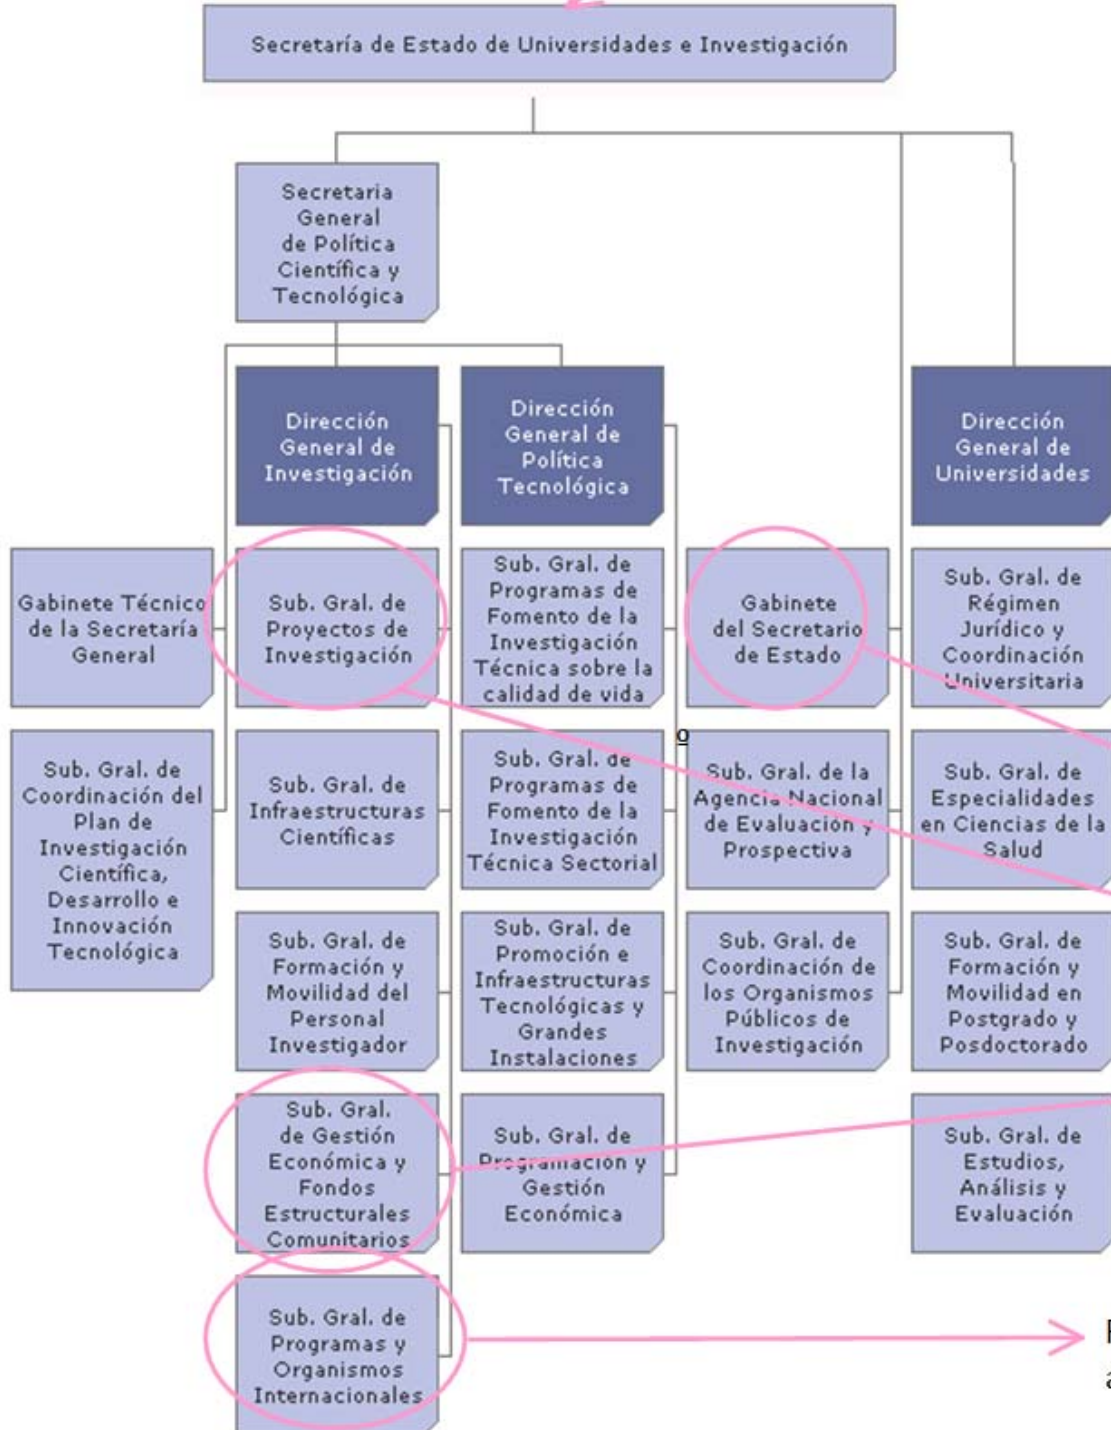 Secretaría de Estado de Universidades e Investigación
Secretaria
General
de Política
Científica y
Tecnológica
Dirección
General de
Investigación
Dirección
General de
Política
Tecnológica
Dirección
General de
Universidades
Gabinete Técnico
de la Secretaría
General
Sub. Gral. de
Proyectos de
Investigación
Sub. Gral. de
Programas de
Fomento de la
Investigación
Técnica sobre la
calidad de vida
Gabinete
del Secretario
de Estado
Sub. Gral. de
Régimen
Jurídico y
Coordinación
Universitaria
Sub. Gral. de
Coordinación del
Plan de
Investigación
Científica,
Desarrollo e
Innovación
Tecnológica
Sub. Gral. de
Infraestructuras
Científicas
Sub. Gral. de
Programas de
Fomento de la
Investigación
Técnica Sectorial
º
Sub. Gral. de la
Agencia Nacional
de Evaluación y
Prospectiva
Sub. Gral. de
Especialidades
en Ciencias de la
Salud
Sub. Gral. de
Formación y
Movilidad del
Personal
Investigador
Sub. Gral. de
Promoción e
Infraestructuras
Tecnológicas y
Grandes
Instalaciones
Sub. Gral. de
Coordinación de
los Organismos
Públicos de
Investigación
Sub. Gral. de
Formación y
Movilidad en
Postgrado y
Posdoctorado
Sub. Gral.
de Gestión
Económica y
Fondos
Estructurales
Comunitarios
Sub. Gral. de
Programación y
Gestión
Económica
Sub. Gral. de
Estudios,
Análisis y
Evaluación
Sub. Gral. de
Programas y
Organismos
Internacionales